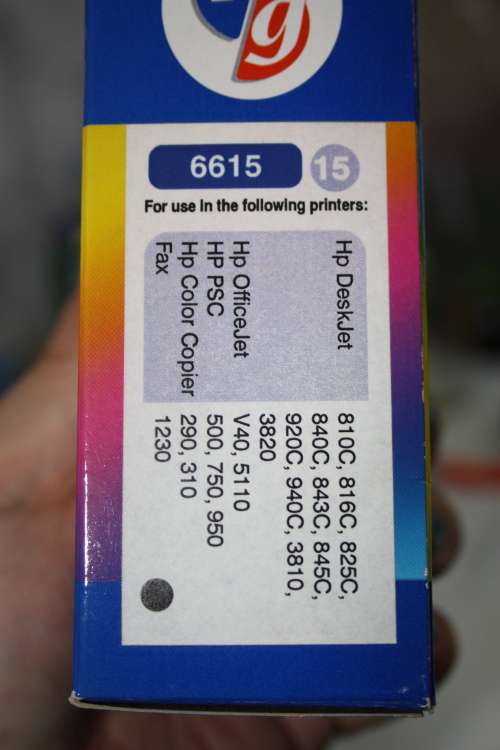 g
6615 15
For use in the following printers:
Hp DeskJet 810C, 816C, 825C,
840C, 843C, 845C,
920C, 940C, 3810,
3820
Hp OfficeJet V40, 5110
HP PSC 500, 750, 950
Hp Color Copier 290, 310
Fax 1230